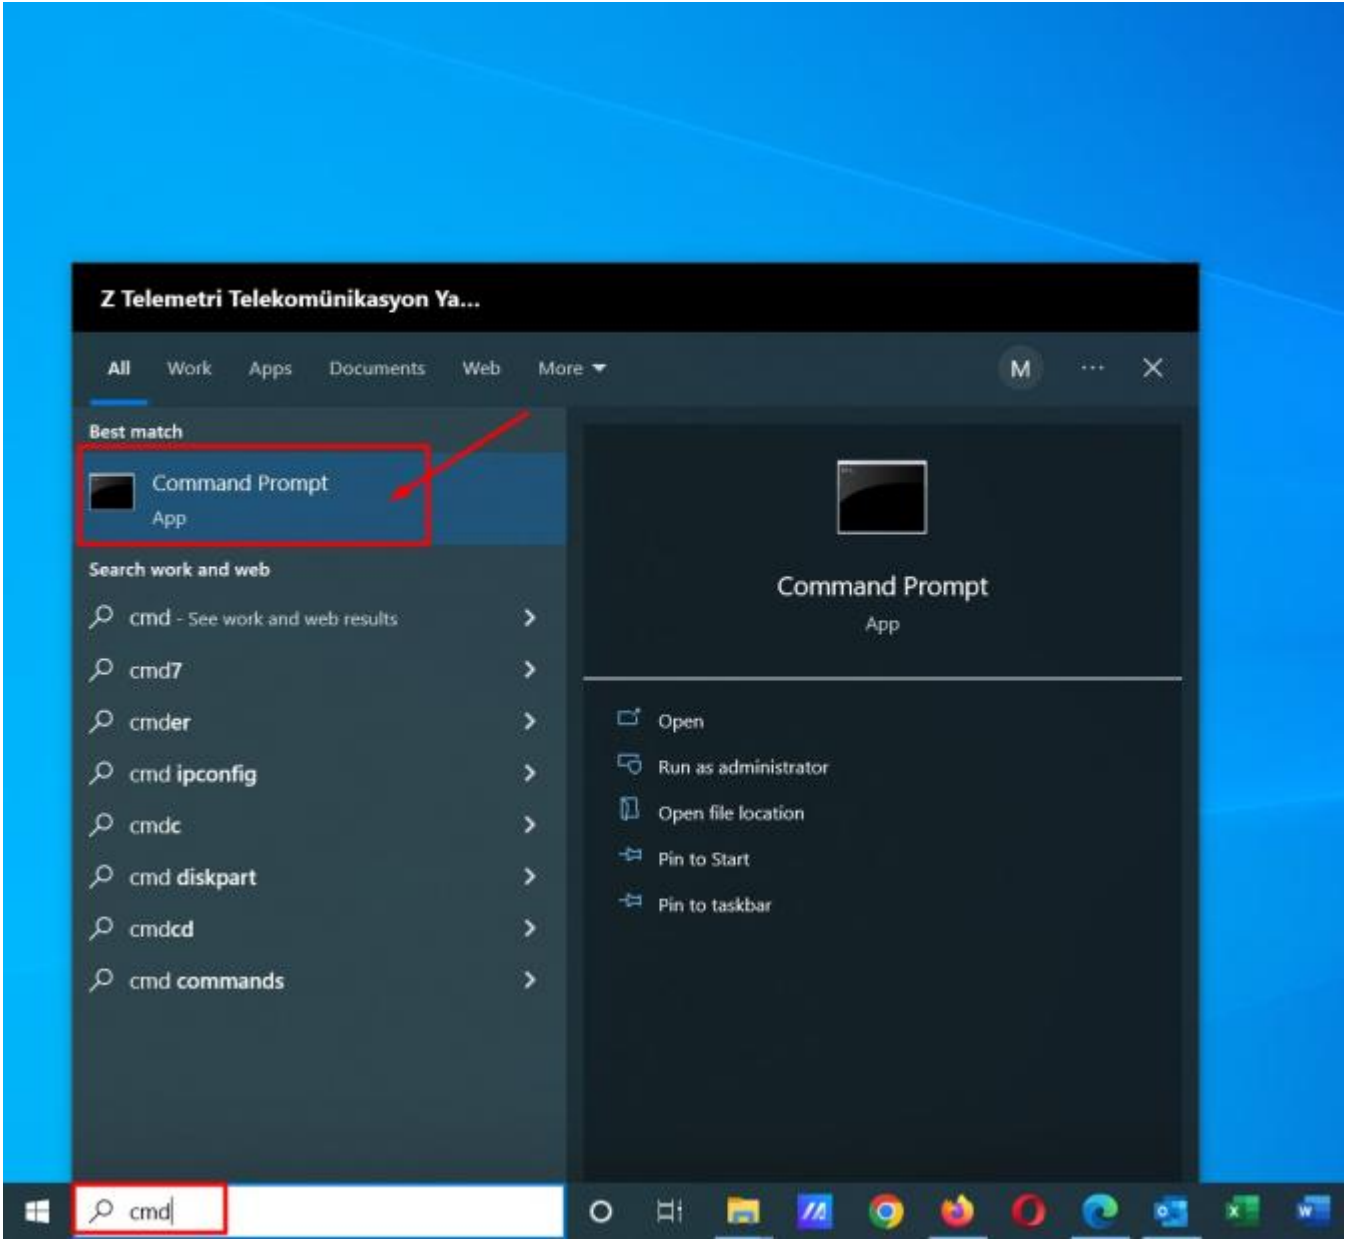 Z Telemetri Telekomünikasyon Ya...
All Work Apps Documents Web More M ...
Best match
Command Prompt
App
Search work and web
cmd - See work and web results
cmd7
cmder
cmd ipconfig
cmdc
cmd diskpart
cmdcd
cmd commands
Command Prompt
App
Open
Run as administrator
Open file location
Pin to Start
Pin to taskbar
cmd